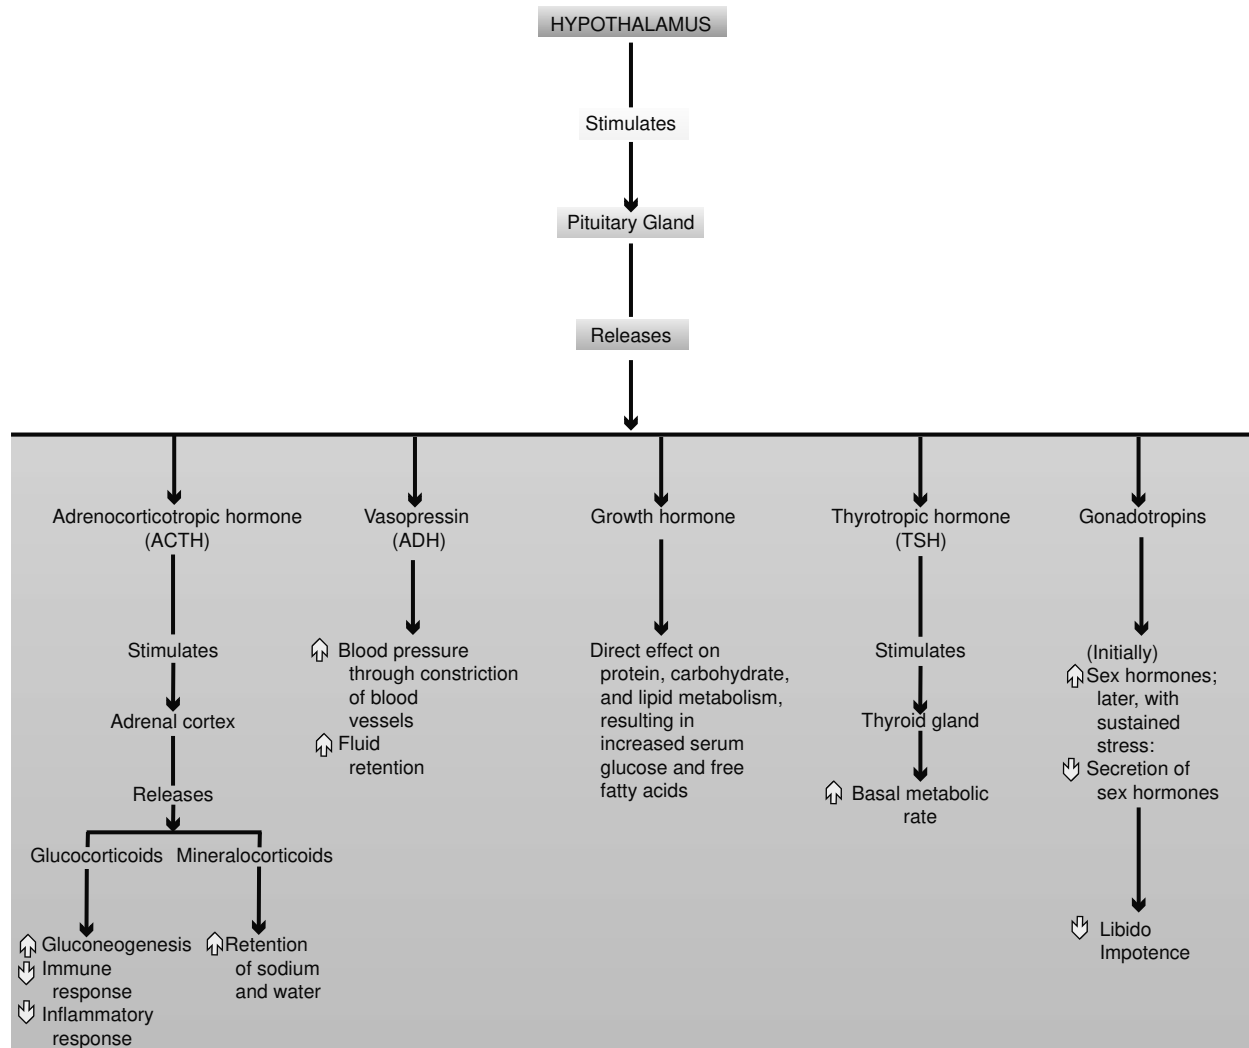 HYPOTHALAMUS
Stimulates
Pituitary Gland
Releases
Adrenocorticotropic hormone
(ACTH)
Stimulates
Adrenal cortex
Releases
Glucocorticoids
Gluconeogenesis
Immune
response
Inflammatory
response
Mineralocorticoids
Retention
of sodium
and water
Vasopressin
(ADH)
Blood pressure
through constriction
of blood
vessels
Fluid
retention
Growth hormone
Direct effect on
protein, carbohydrate,
and lipid metabolism,
resulting in
increased serum
glucose and free
fatty acids
Thyrotropic hormone
(TSH)
Stimulates
Thyroid gland
Basal metabolic
rate
Gonadotropins
(Initially)
Sex hormones;
later, with
sustained
stress:
Secretion of
sex hormones
Libido
Impotence